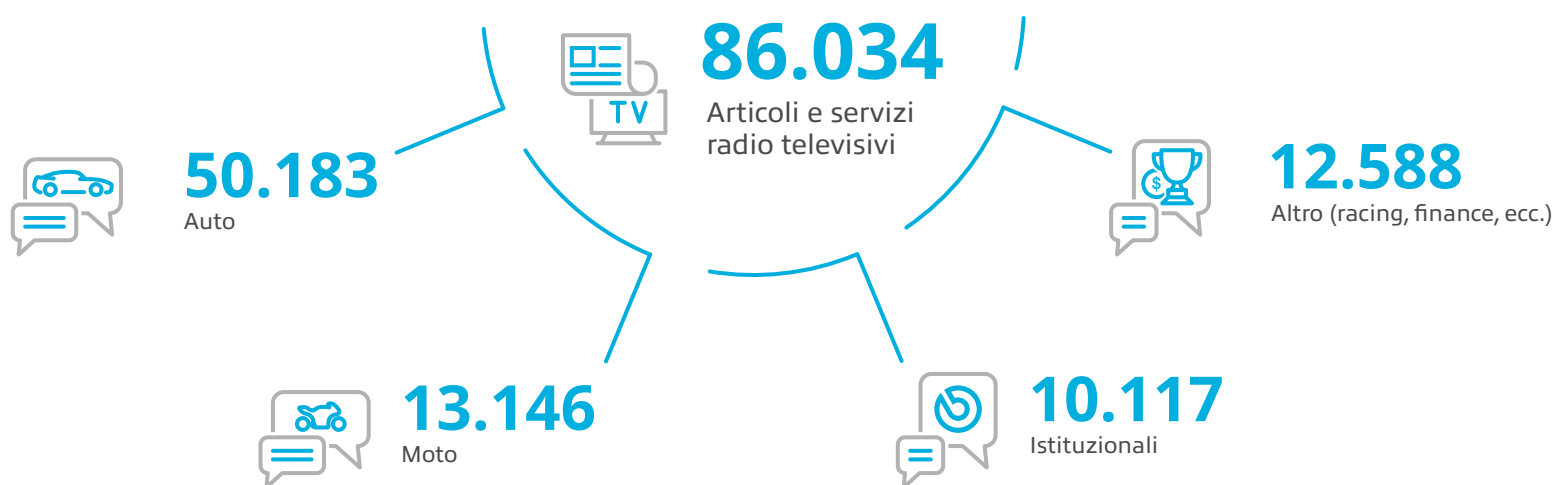 86.034
Articoli e servizi
radio televisivi
TV
50.183
Auto
12.588
Altro (racing, finance, ecc.)
$
13.146
Moto
10.117
Istituzionali